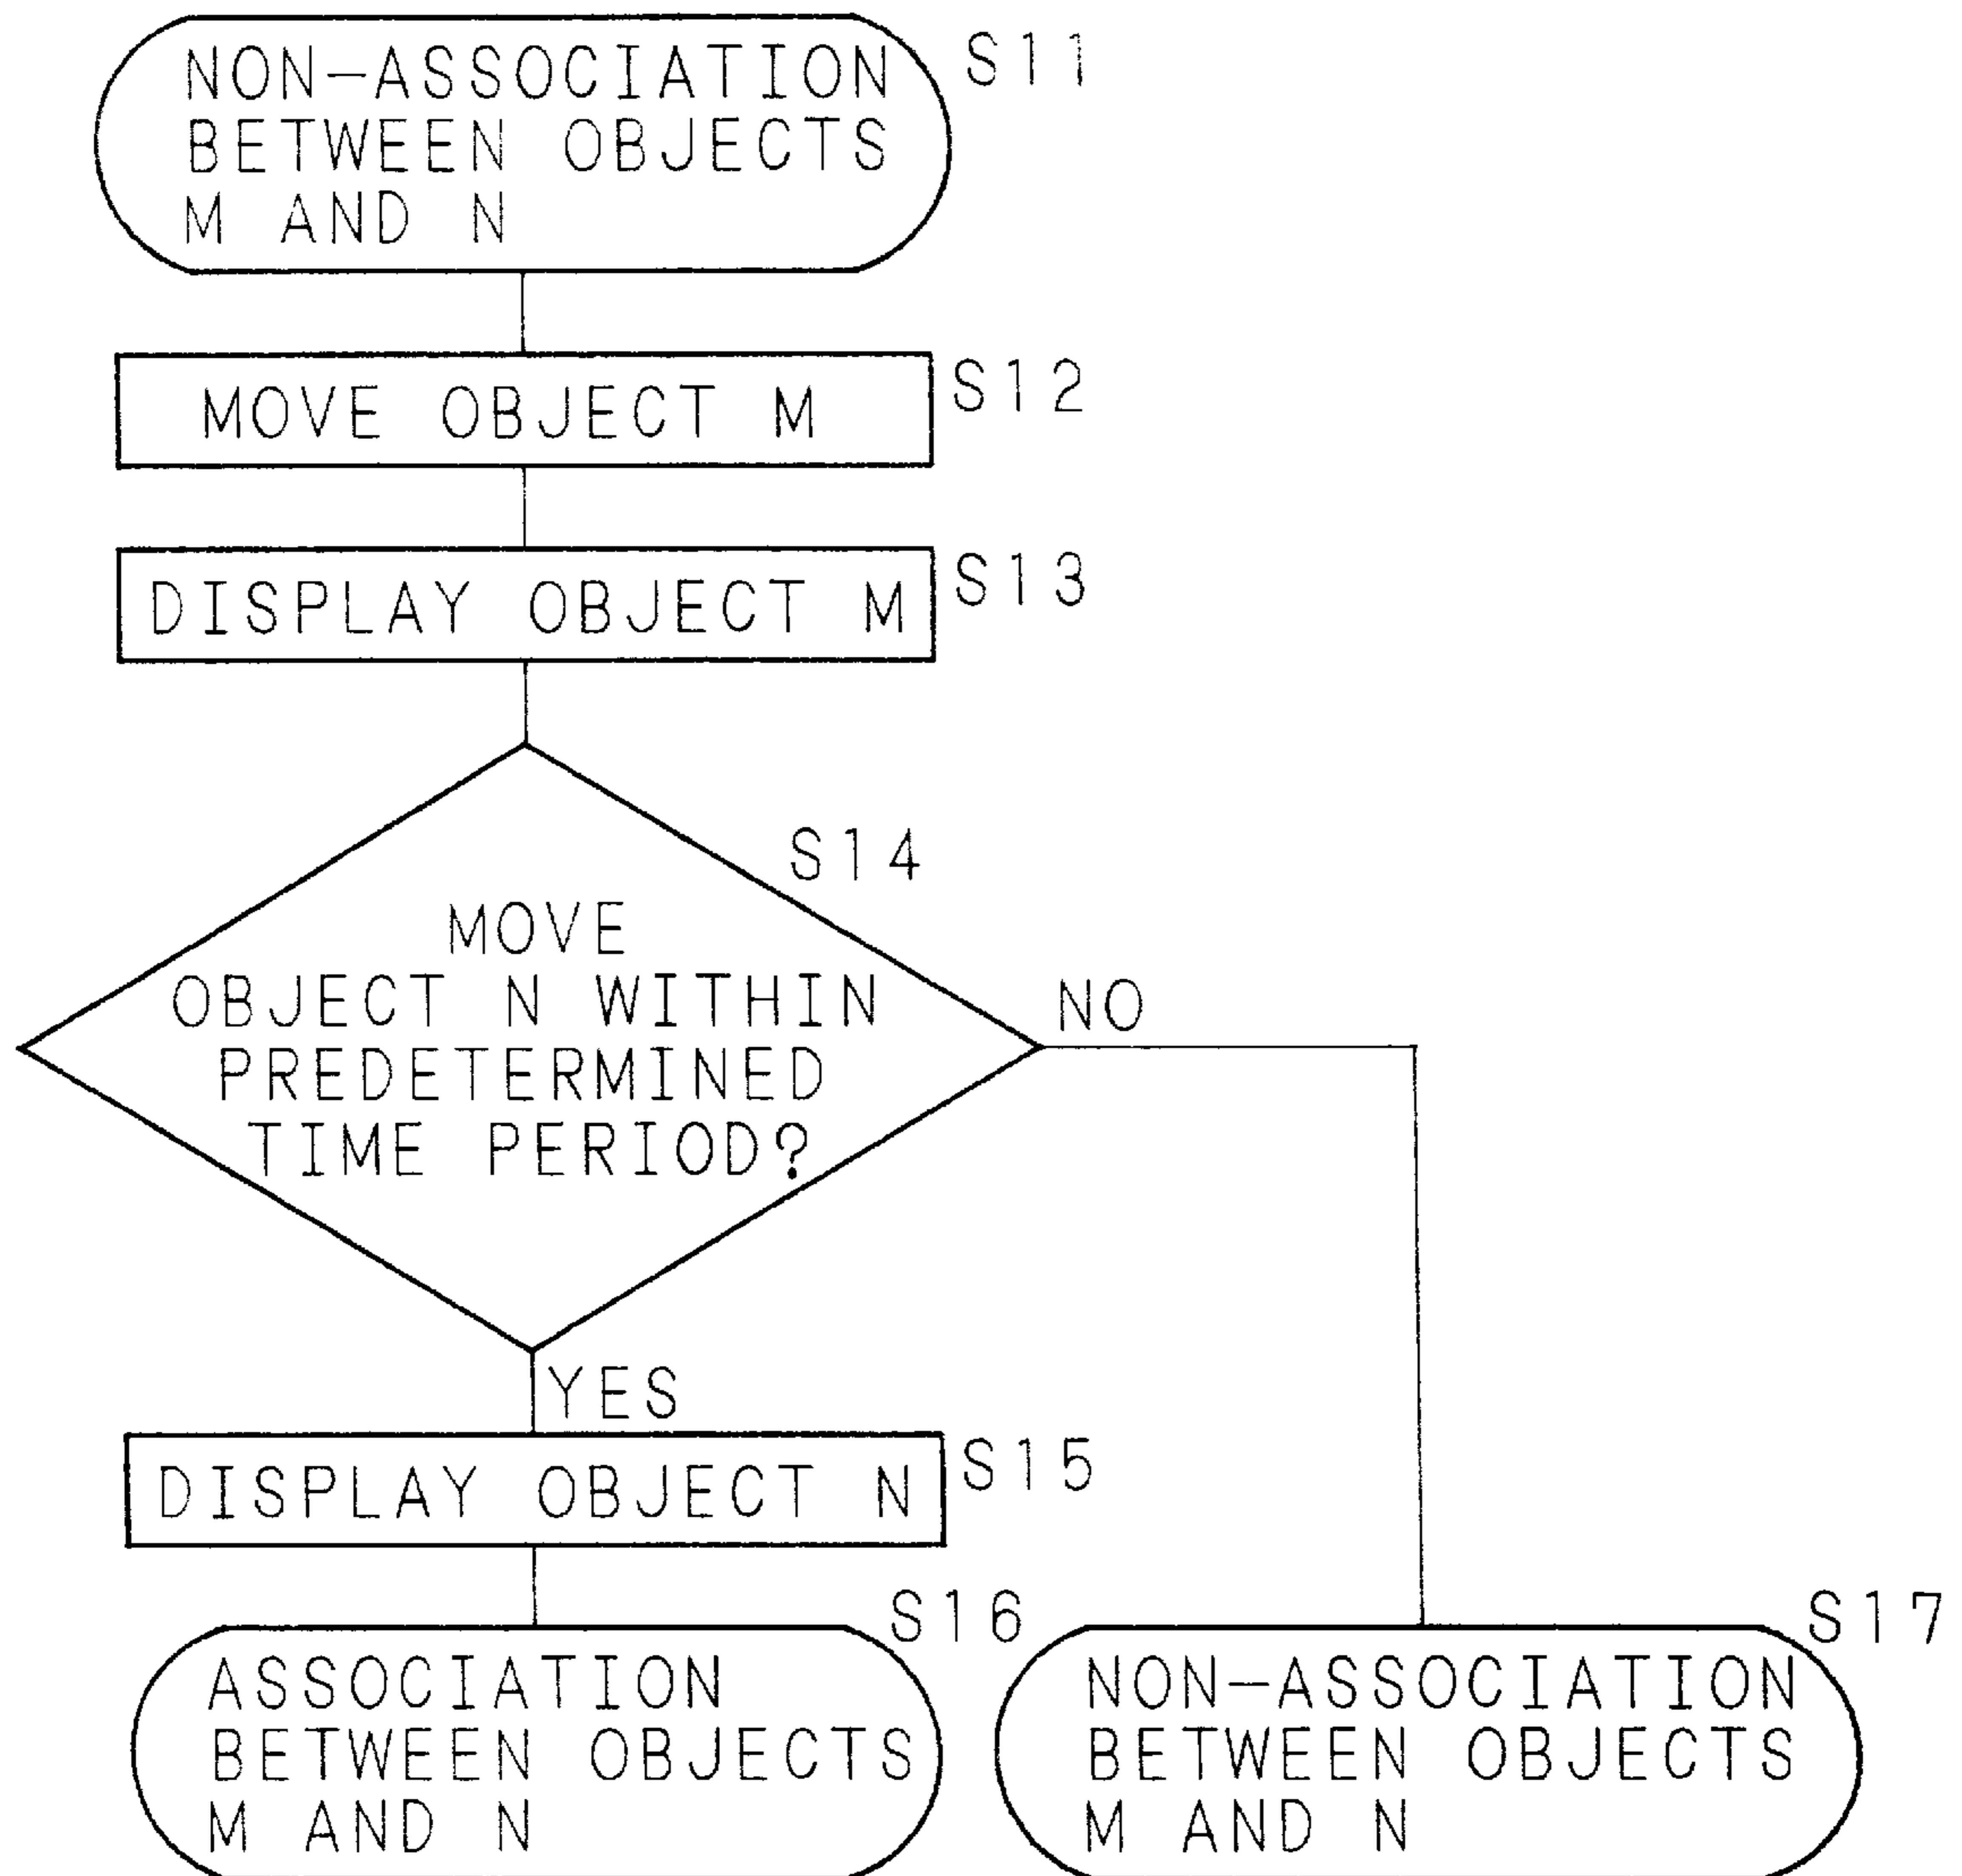 NON-ASSOCIATION
BETWEEN OBJECTS
M AND N
S11
MOVE OBJECT M
S12
DISPLAY OBJECT M
S13
S14
MOVE
OBJECT N WITHIN
PREDETERMINED
TIME PERIOD?
NO
YES
DISPLAY OBJECT N
S15
S16
ASSOCIATION
BETWEEN OBJECTS
M AND N
S17
NON-ASSOCIATION
BETWEEN OBJECTS
M AND N